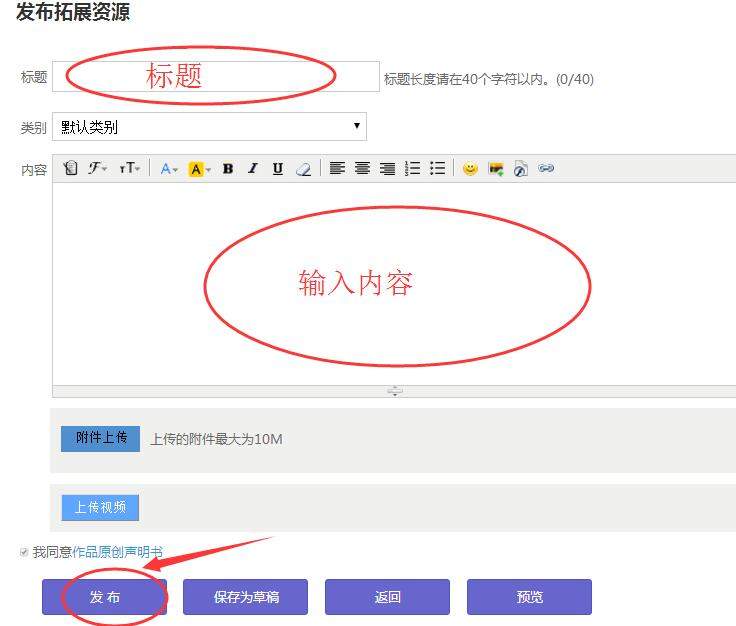 发布拓展资源
标题 标题 标题长度请在40个字符以内。(0/40)
类别 默认类别
内容 F TT A A B I U
输入内容
附件上传 上传的附件最大为10M
上传视频
我同意作品原创声明书
发 布 保存为草稿 返回 预览